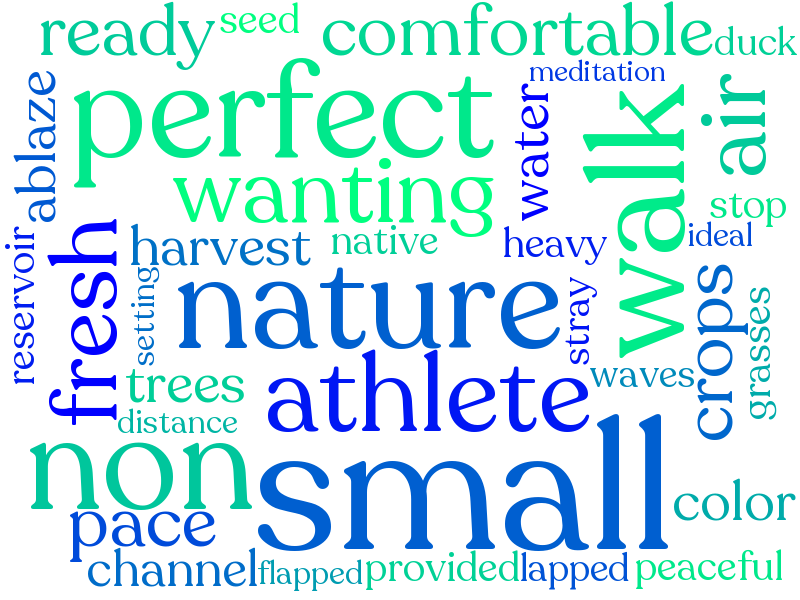 ready
seed
comfortable
duck
meditation
perfect
ablaze
water
walk
air
wanting
stop
reservoir
fresh
harvest
native
heavy
ideal
setting
nature
stray
crops
grasses
trees
athlete
waves
distance
non
small
color
pace
channel
flapped
provided
lapped
peaceful